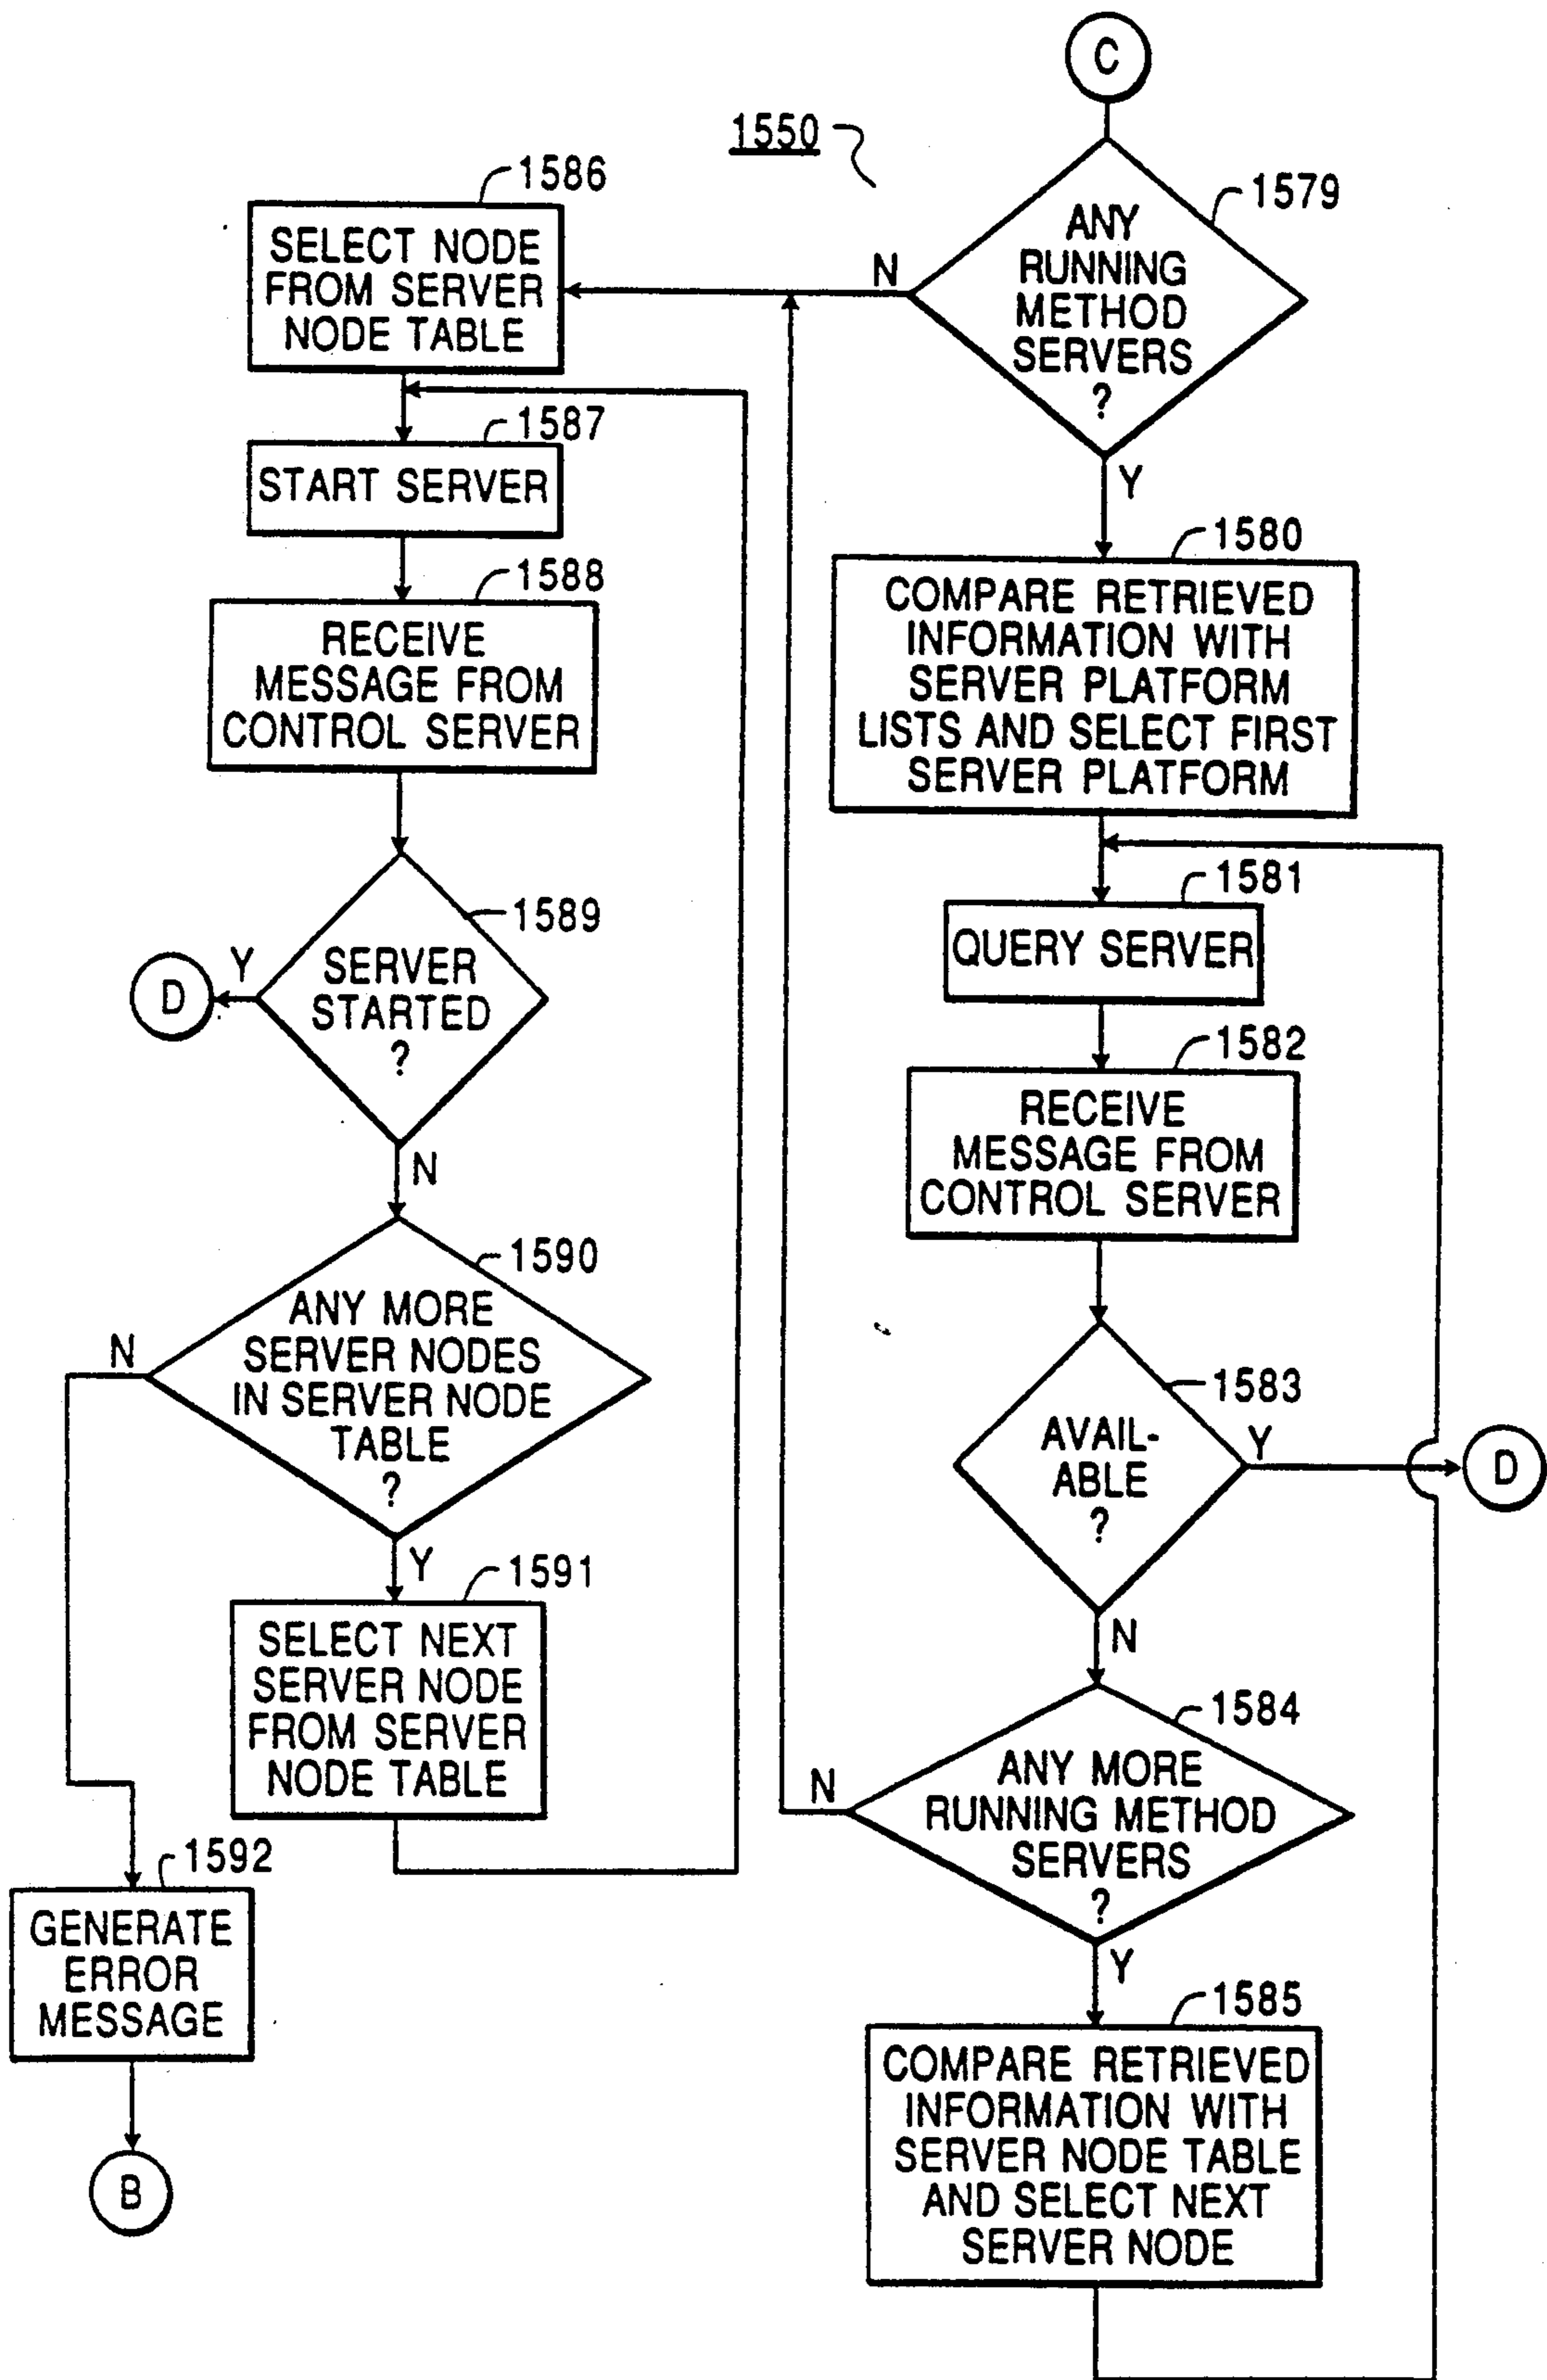 C
1550
1579
ANY
RUNNING
METHOD
SERVERS
?
N
Y
1586
SELECT NODE
FROM SERVER
NODE TABLE
1587
START SERVER
1588
RECEIVE
MESSAGE FROM
CONTROL SERVER
1589
SERVER
STARTED
?
Y
D
N
1590
ANY MORE
SERVER NODES
IN SERVER NODE
TABLE
?
N
Y
1591
SELECT NEXT
SERVER NODE
FROM SERVER
NODE TABLE
1592
GENERATE
ERROR
MESSAGE
B
1580
COMPARE RETRIEVED
INFORMATION WITH
SERVER PLATFORM
LISTS AND SELECT FIRST
SERVER PLATFORM
1581
QUERY SERVER
1582
RECEIVE
MESSAGE FROM
CONTROL SERVER
1583
AVAIL-
ABLE
?
Y
D
N
1584
ANY MORE
RUNNING METHOD
SERVERS
?
N
Y
1585
COMPARE RETRIEVED
INFORMATION WITH
SERVER NODE TABLE
AND SELECT NEXT
SERVER NODE